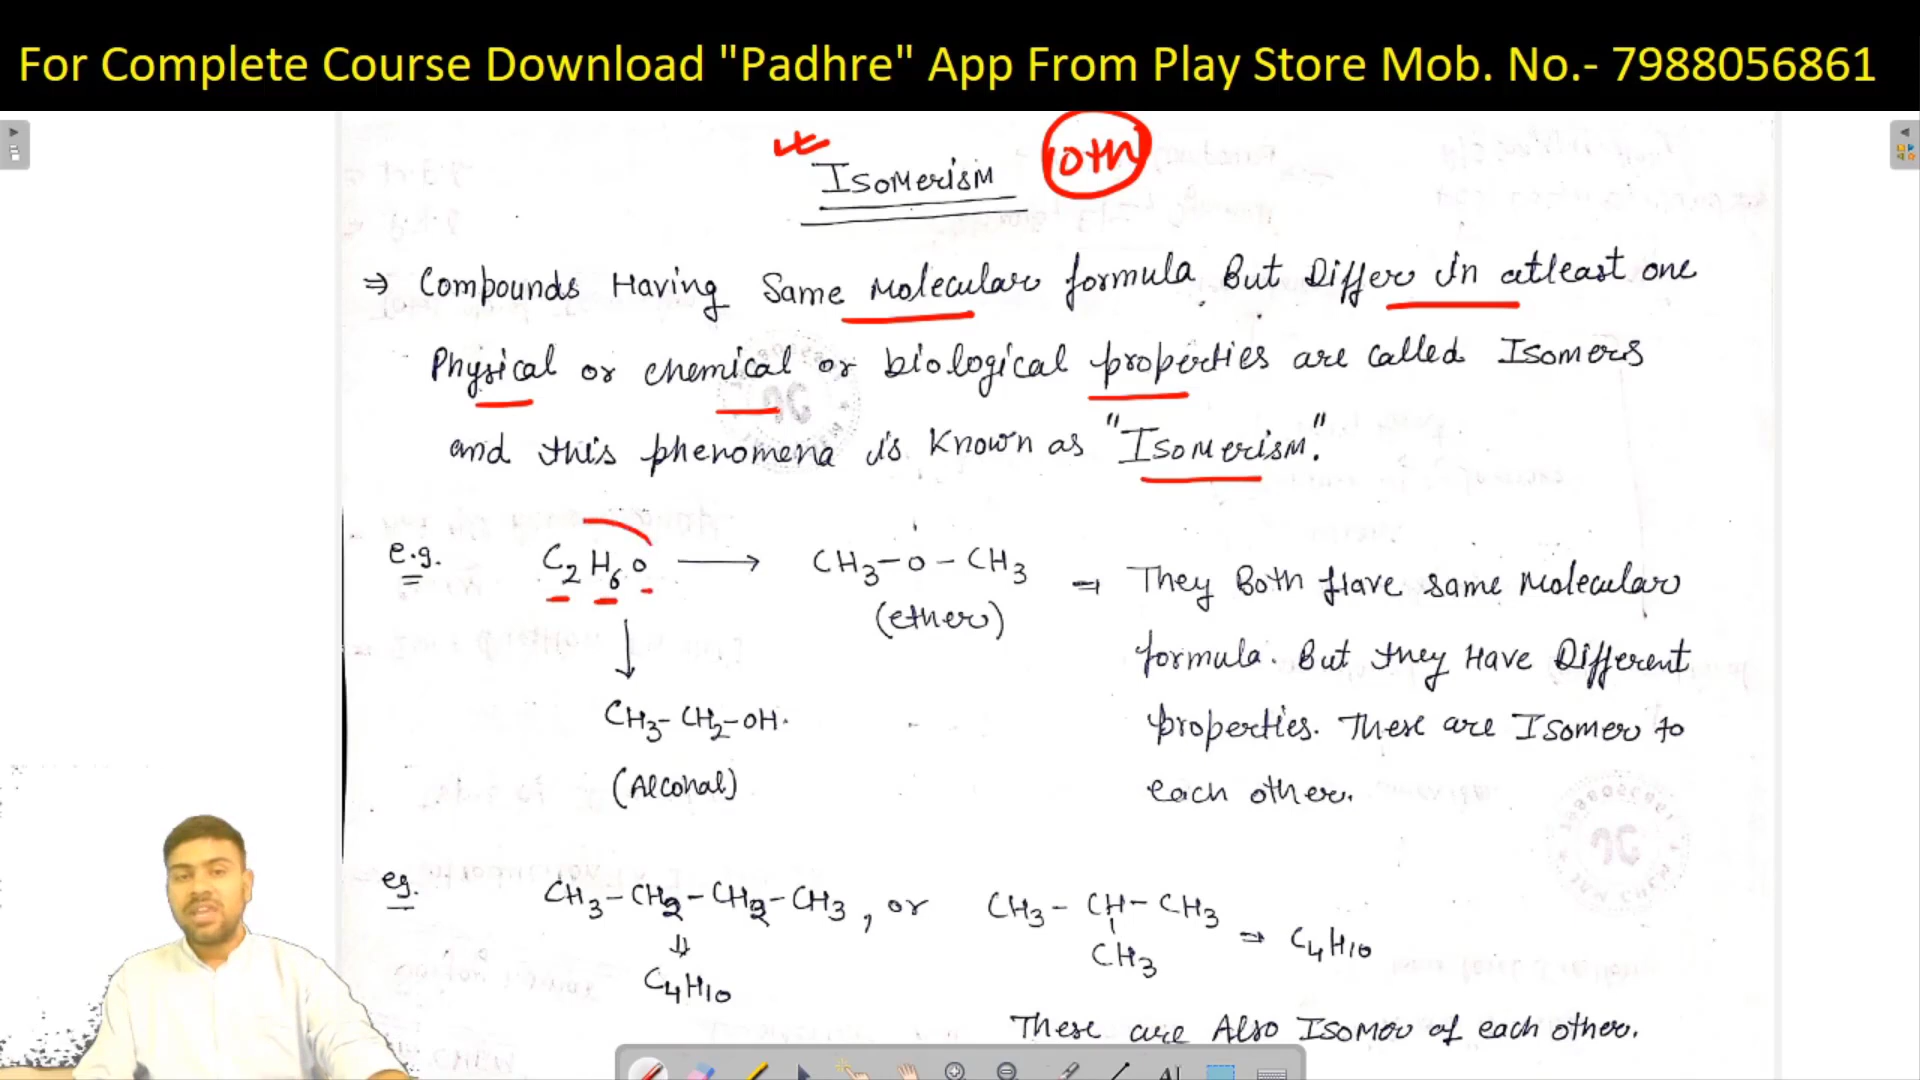 For Complete Course Download "Padhre" App From Play Store Mob. No.- 7988056861
Isomerism 10th
⇒ Compounds Having Same Molecular formula But Differ in atleast one
Physical or chemical or biological properties are called Isomers
and this phenomena is Known as "Isomerism."
e.g. C2H6O ⟶ CH3-O-CH3 ⇒ They Both Have same Molecular
(ether)
↓
formula. But they Have Different
CH3-CH2-OH.
properties. These are Isomer to
(Alcohal)
each other.
eg. CH3-CH2-CH2-CH3, or CH3-CH-CH3 ⇒ C4H10
CH3
⇓
C4H10
These are Also Isomer of each other.